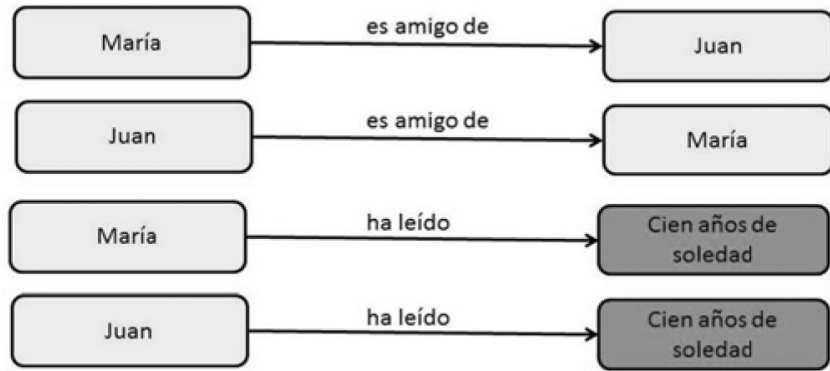 María es amigo de Juan
Juan es amigo de María
María ha leído Cien años de
soledad
Juan ha leído Cien años de
soledad